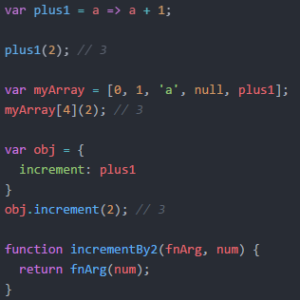 var plus1 = a => a + 1;
plus1(2); // 3
var myArray = [0, 1, 'a', null, plus1];
myArray[4](2); // 3
var obj = {
increment: plus1
}
obj.increment(2); // 3
function incrementBy2(fnArg, num) {
return fnArg(num);
}